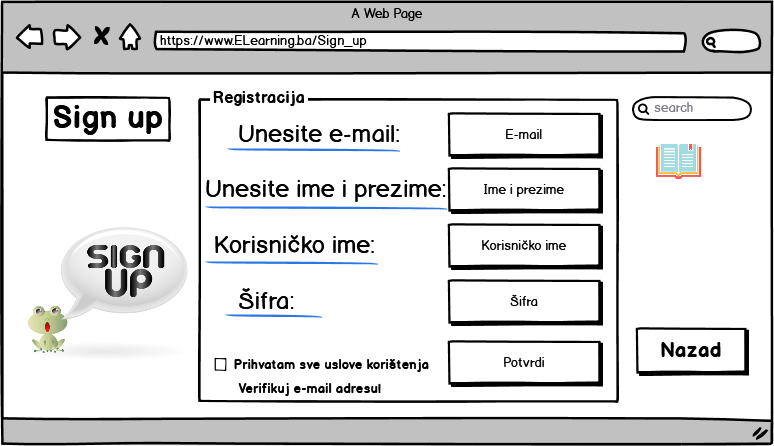 A Web Page
https://www.ELearning.ba/Sign_up
Sign up
Registracija
search
Unesite e-mail:
E-mail
Unesite ime i prezime:
Ime i prezime
Korisničko ime:
Korisničko ime
SIGN
UP
Šifra:
Šifra
Nazad
Prihvatam sve uslove korištenja
Potvrdi
Verifikuj e-mail adresu!